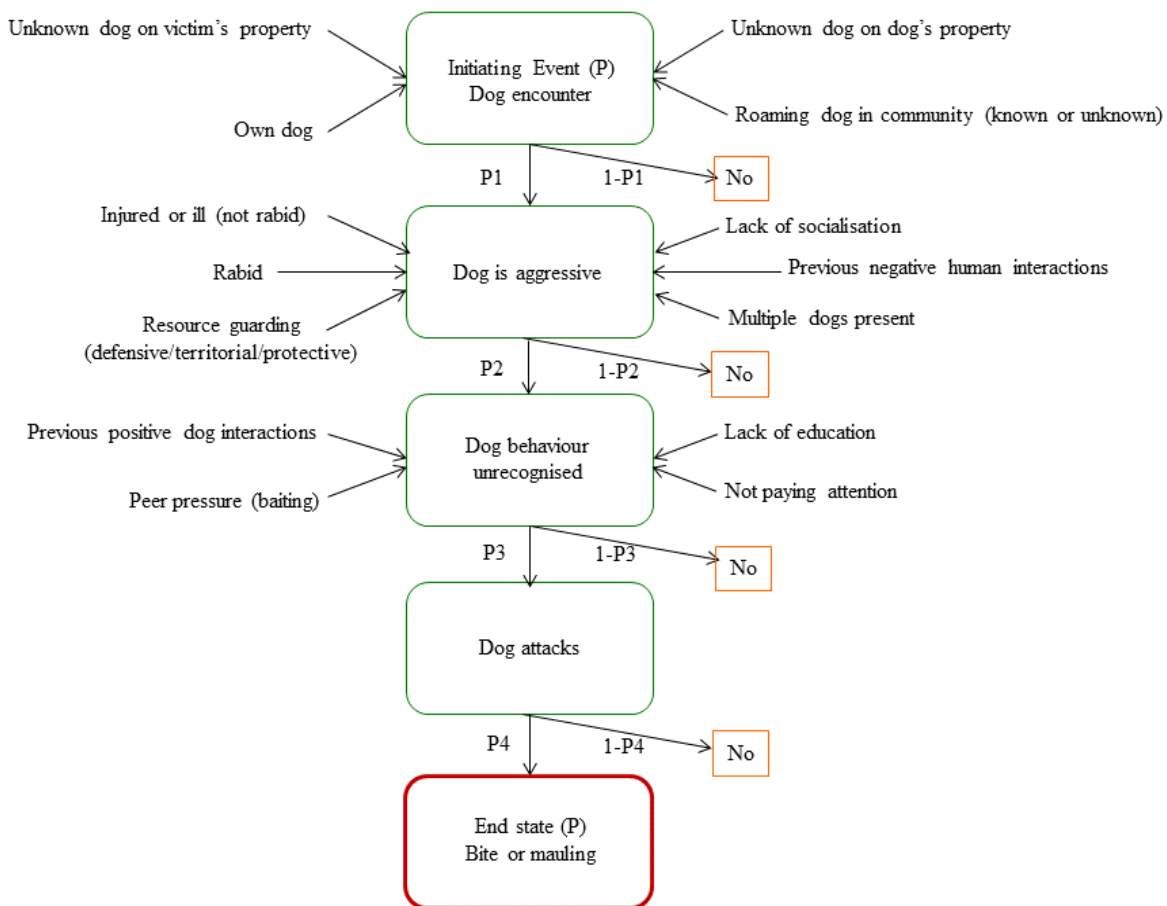 Unknown dog on victim's property
Unknown dog on dog's property
Initiating Event (P)
Dog encounter
Own dog
Roaming dog in community (known or unknown)
P1
1-P1
No
Injured or ill (not rabid)
Lack of socialisation
Rabid
Dog is aggressive
Previous negative human interactions
Resource guarding
(defensive/territorial/protective)
Multiple dogs present
P2
1-P2
No
Previous positive dog interactions
Lack of education
Dog behaviour
unrecognised
Peer pressure (baiting)
Not paying attention
P3
1-P3
No
Dog attacks
P4
1-P4
No
End state (P)
Bite or mauling